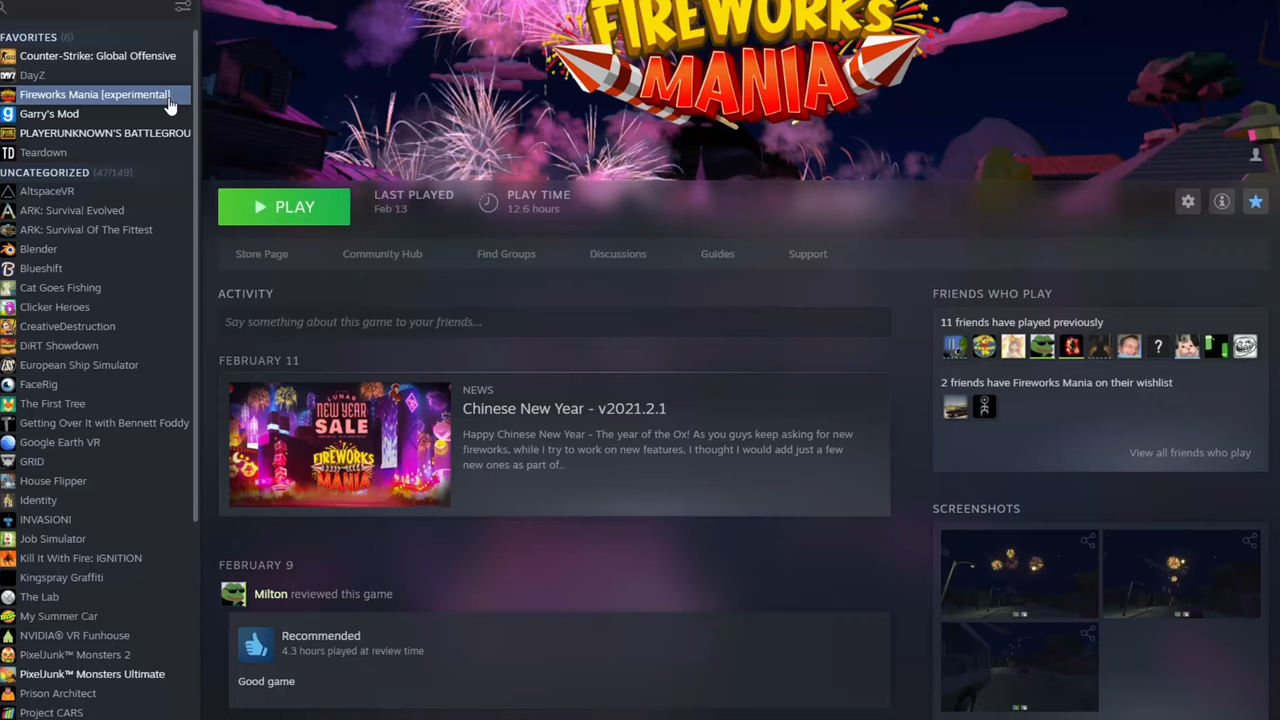 FAVORITES (6)
Counter-Strike: Global Offensive
DayZ
Fireworks Mania [experimental]
Garry's Mod
PLAYERUNKNOWN'S BATTLEGROU
Teardown
UNCATEGORIZED (47/149)
AltspaceVR
ARK: Survival Evolved
ARK: Survival Of The Fittest
Blender
Blueshift
Cat Goes Fishing
Clicker Heroes
CreativeDestruction
DiRT Showdown
European Ship Simulator
FaceRig
The First Tree
Getting Over It with Bennett Foddy
Google Earth VR
GRID
House Flipper
Identity
INVASION!
Job Simulator
Kill It With Fire: IGNITION
Kingspray Graffiti
The Lab
My Summer Car
NVIDIA® VR Funhouse
PixelJunk™ Monsters 2
PixelJunk™ Monsters Ultimate
Prison Architect
Project CARS
FIREWORKS
MANIA
PLAY
LAST PLAYED
Feb 13
PLAY TIME
12.6 hours
Store Page
Community Hub
Find Groups
Discussions
Guides
Support
ACTIVITY
Say something about this game to your friends...
FEBRUARY 11
LUNAR
NEW YEAR
SALE
FIREWORKS
MANIA
NEWS
Chinese New Year - v2021.2.1
Happy Chinese New Year - The year of the Ox! As you guys keep asking for new
fireworks, while I try to work on new features, I thought I would add just a few
new ones as part of...
FEBRUARY 9
Milton reviewed this game
Recommended
4.3 hours played at review time
Good game
FRIENDS WHO PLAY
11 friends have played previously
2 friends have Fireworks Mania on their wishlist
View all friends who play
SCREENSHOTS